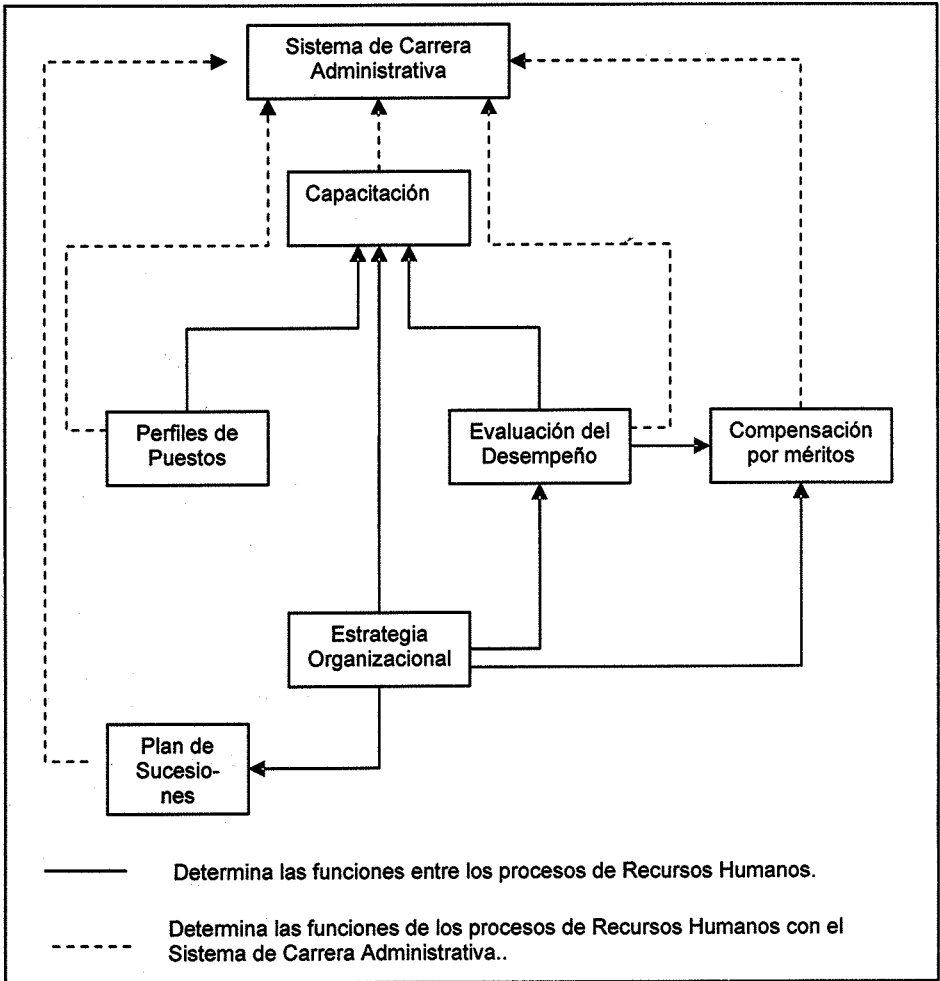 Sistema de Carrera
Administrativa
Capacitación
Perfiles de
Puestos
Evaluación del
Desempeño
Compensación
por méritos
Estrategia
Organizacional
Plan de
Sucesio-
nes
Determina las funciones entre los procesos de Recursos Humanos.
Determina las funciones de los procesos de Recursos Humanos con el
Sistema de Carrera Administrativa..